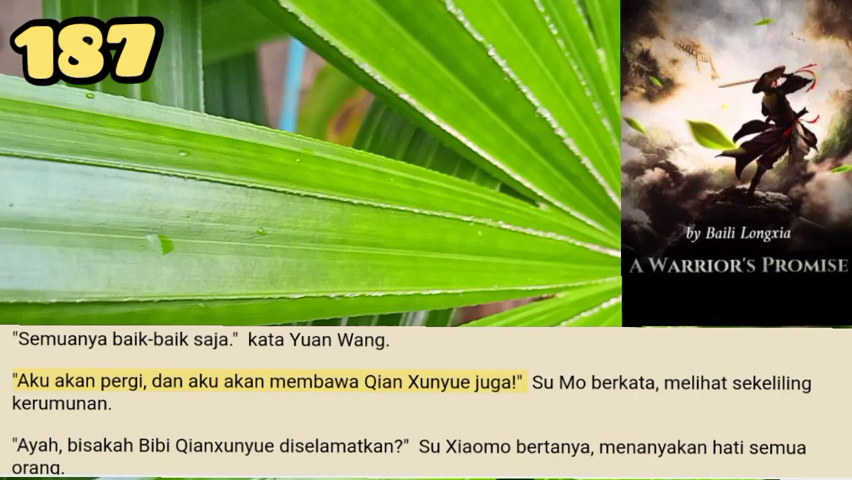 187
by Baili Longxia
A WARRIOR'S PROMISE
"Semuanya baik-baik saja." kata Yuan Wang.
"Aku akan pergi, dan aku akan membawa Qian Xunyue juga!" Su Mo berkata, melihat sekeliling
kerumunan.
"Ayah, bisakah Bibi Qianxunyue diselamatkan?" Su Xiaomo bertanya, menanyakan hati semua
orang.